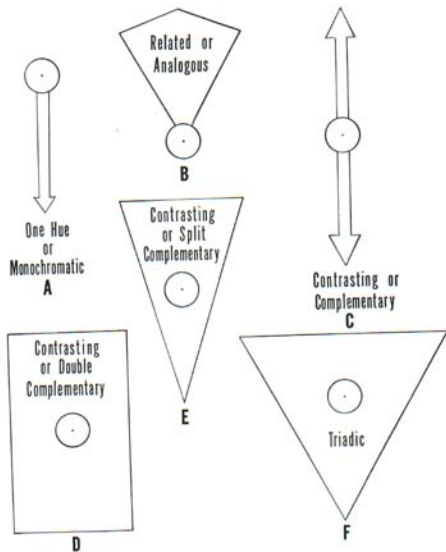 One Hue
or
Monochromatic
A
Related or
Analogous
B
Contrasting or
Complementary
C
Contrasting
or Double
Complementary
D
Contrasting
or Split
Complementary
E
Triadic
F